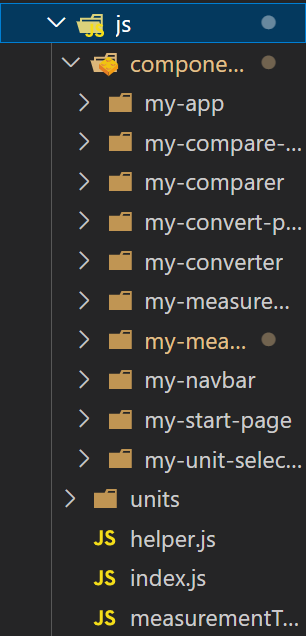 js
compone...
my-app
my-compare-...
my-comparer
my-convert-p...
my-converter
my-measure...
my-mea...
my-navbar
my-start-page
my-unit-selec...
units
JS helper.js
JS index.js
JS measurementT...